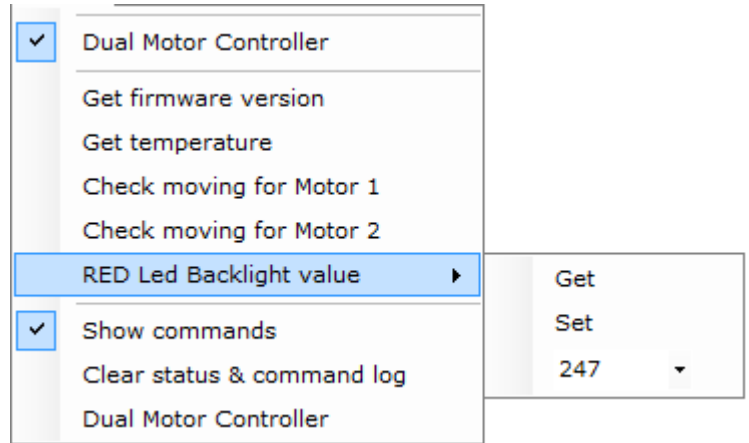 Dual Motor Controller
Get firmware version
Get temperature
Check moving for Motor 1
Check moving for Motor 2
RED Led Backlight value
Get
Set
247
Show commands
Clear status & command log
Dual Motor Controller